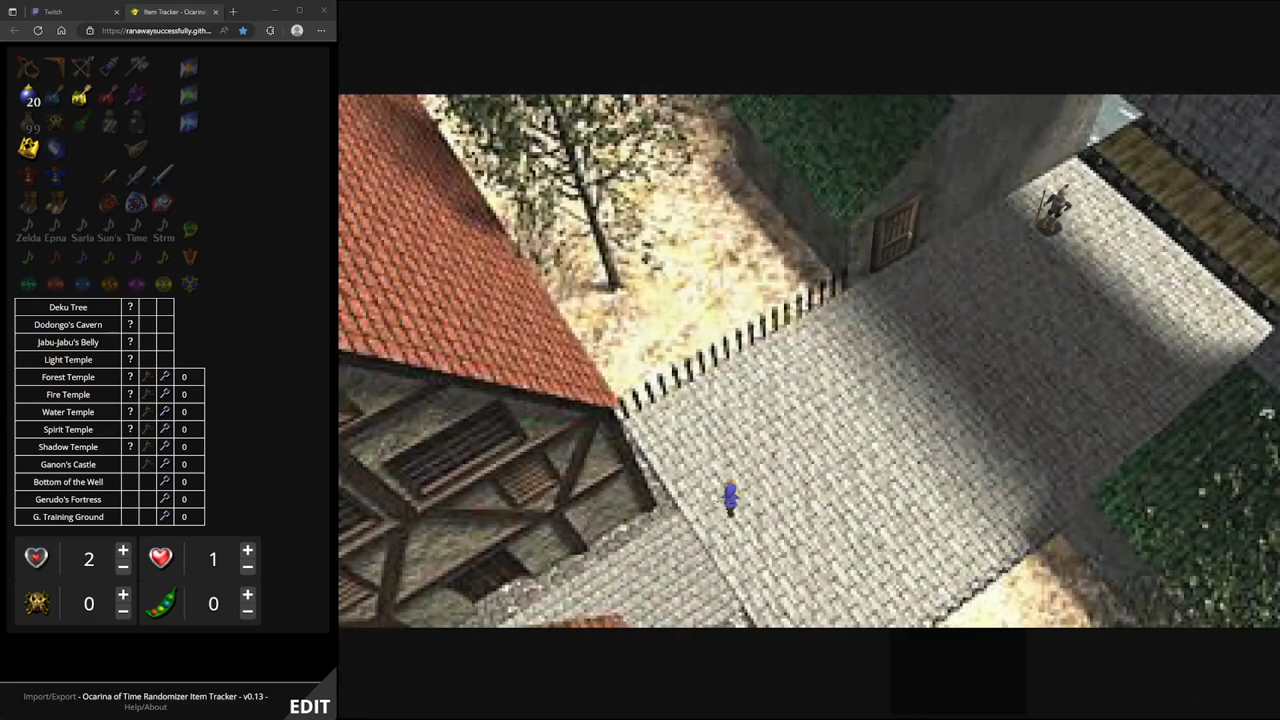 Twitch
Item Tracker - Ocarin
https://ranawaysuccessfully.gith...
20
99
Zelda Epna Saria Sun's Time Strm
Deku Tree ?
Dodongo's Cavern ?
Jabu-Jabu's Belly ?
Light Temple ?
Forest Temple ? 0
Fire Temple ? 0
Water Temple ? 0
Spirit Temple ? 0
Shadow Temple ? 0
Ganon's Castle 0
Bottom of the Well 0
Gerudo's Fortress 0
G. Training Ground 0
2 + − 1 + −
0 + − 0 + −
Import/Export - Ocarina of Time Randomizer Item Tracker - v0.13 -
Help/About
EDIT